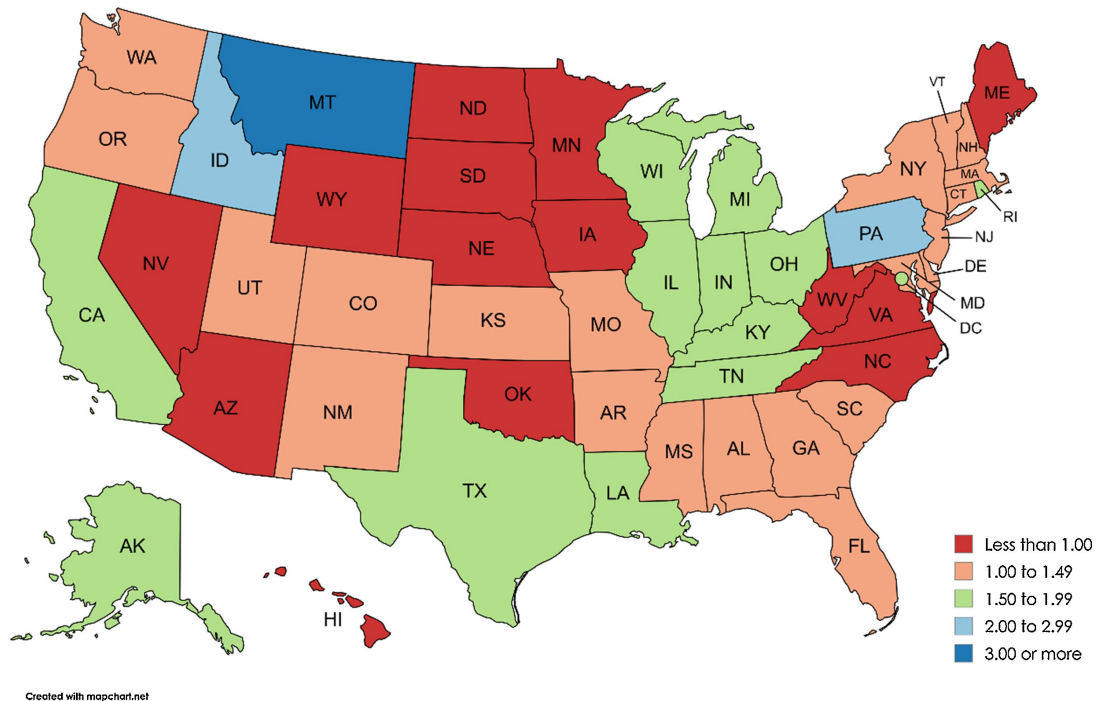 WA
MT
ND
MN
ME
VT
OR
ID
NH
WI
NY
MA
SD
CT
WY
MI
RI
PA
NE
IA
NJ
NV
OH
DE
UT
IL
IN
CO
WV
MD
CA
VA
KS
MO
DC
KY
NC
TN
OK
AZ
NM
AR
SC
MS
AL
GA
TX
LA
AK
FL
HI
Less than 1.00
1.00 to 1.49
1.50 to 1.99
2.00 to 2.99
3.00 or more
Created with mapchart.net